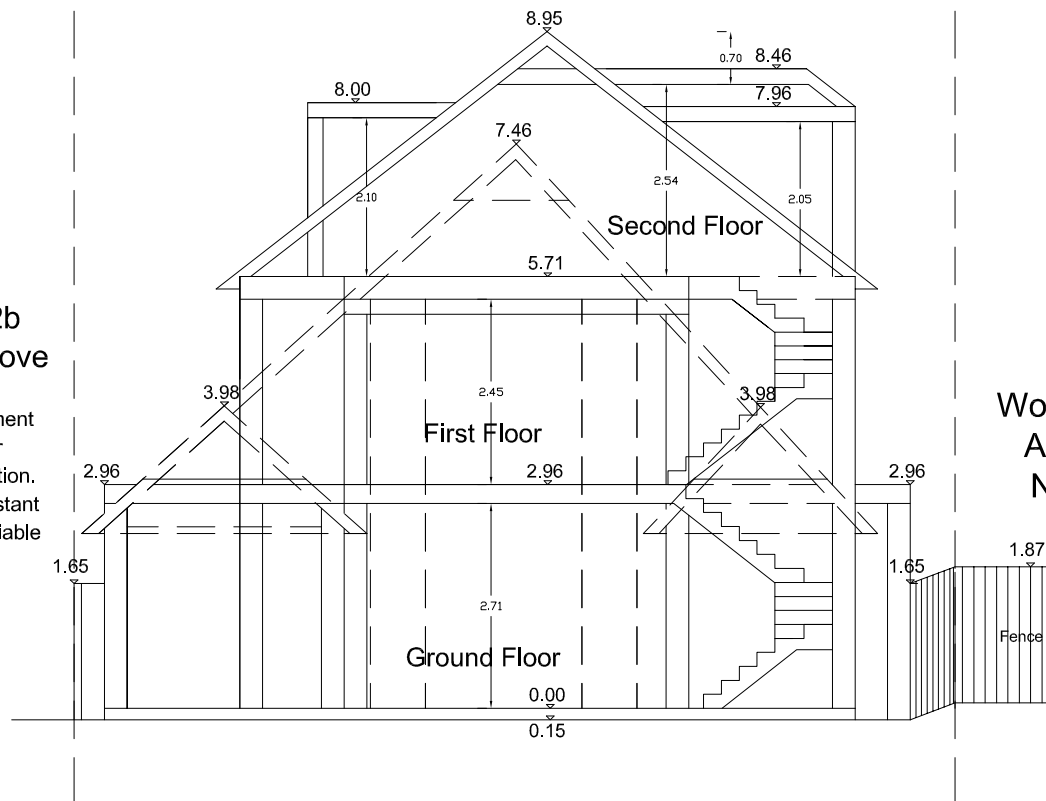 8.95
0.70
8.46
8.00
7.96
7.46
2.10
2.54
2.05
Second Floor
5.71
2b
ove
3.98
2.45
3.98
ment
First Floor
tion.
2.96
2.96
2.96
stant
iable
Wo
A
N
1.65
1.65
1.87
2.71
Fence
Ground Floor
0.00
0.15